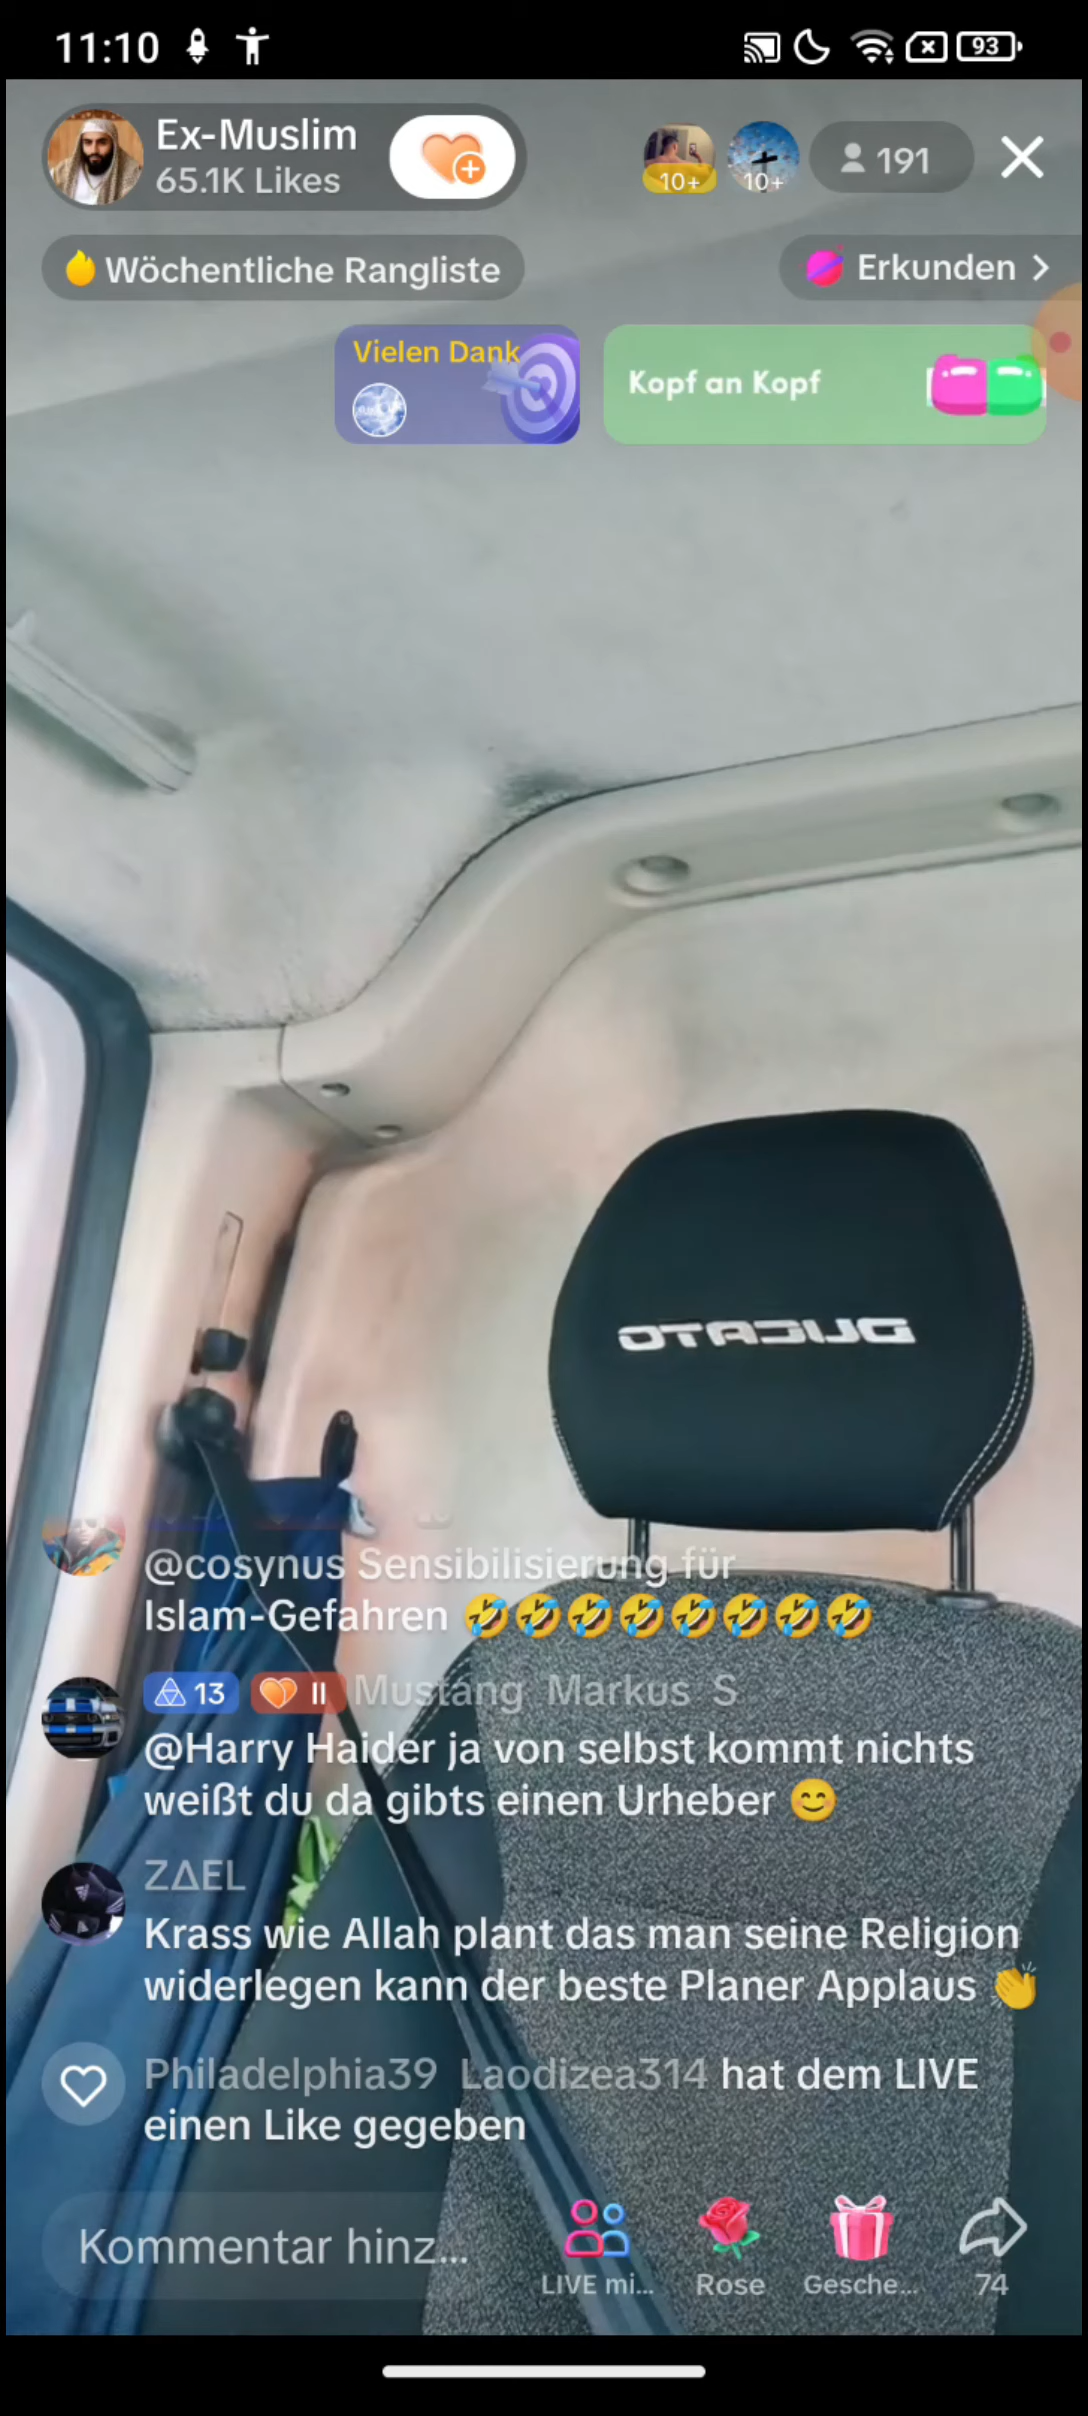 11:10
93
Ex-Muslim
65.1K Likes
10+
10+
191
Wöchentliche Rangliste
Erkunden
Vielen Dank
Kopf an Kopf
DUCATO
@cosynus Sensibilisierung für
Islam-Gefahren 🤣🤣🤣🤣🤣🤣🤣🤣
13 II Mustang Markus S
@Harry Haider ja von selbst kommt nichts
weißt du da gibts einen Urheber 😊
Z∆EL
Krass wie Allah plant das man seine Religion
widerlegen kann der beste Planer Applaus 👏
Philadelphia39 Laodizea314 hat dem LIVE
einen Like gegeben
Kommentar hinz...
LIVE mi...
Rose
Gesche...
74